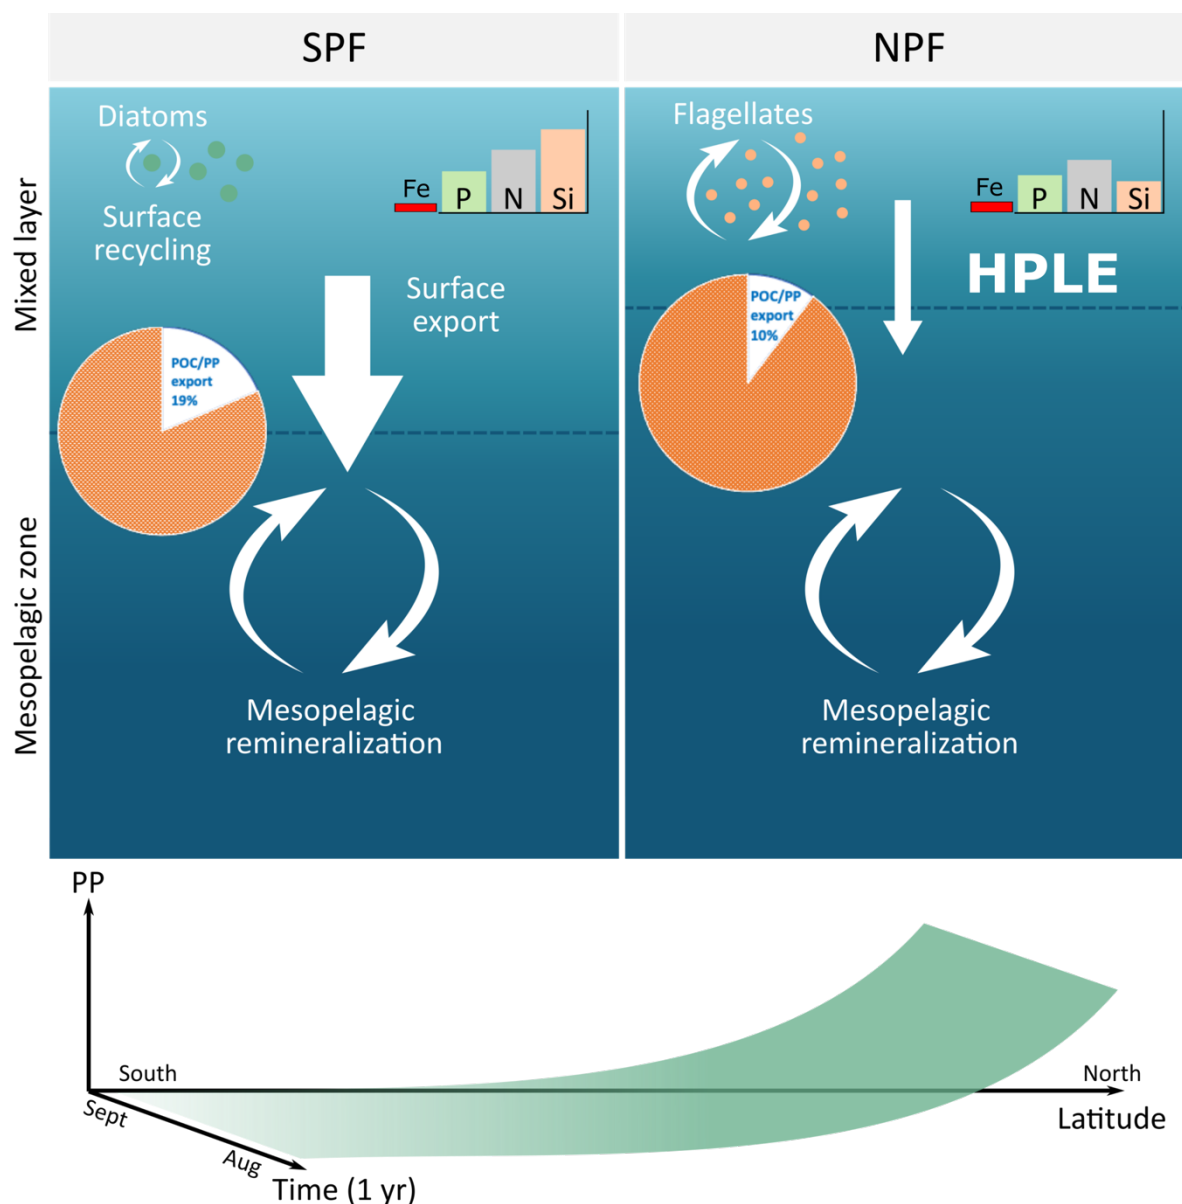 SPF
NPF
Mixed layer
Mesopelagic zone
Diatoms
Surface
recycling
Fe
P
N
Si
Surface
export
POC/PP
export
19%
Mesopelagic
remineralization
Flagellates
Fe
P
N
Si
HPLE
POC/PP
export
10%
Mesopelagic
remineralization
PP
South
North
Latitude
Sept
Aug
Time (1 yr)